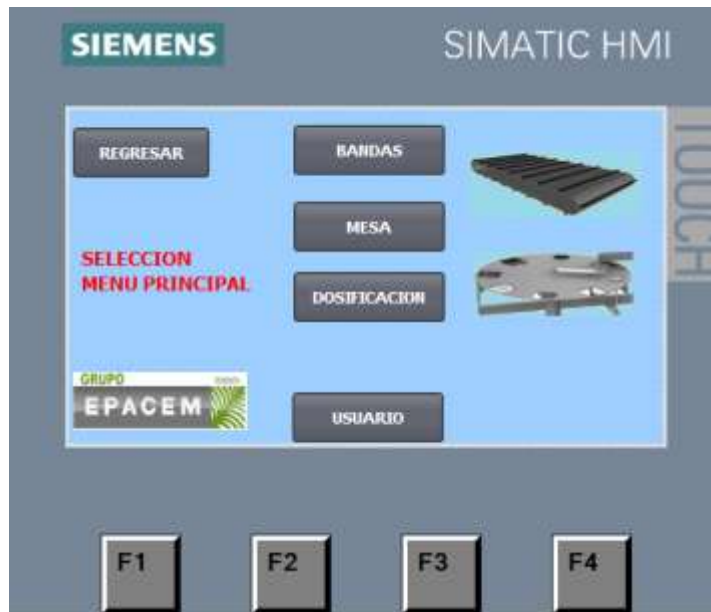 SIEMENS
SIMATIC HMI
TOUCH
REGRESAR
BANDAS
MESA
SELECCION
MENU PRINCIPAL
DOSIFICACION
GRUPO
EPACEM
USUARIO
F1
F2
F3
F4